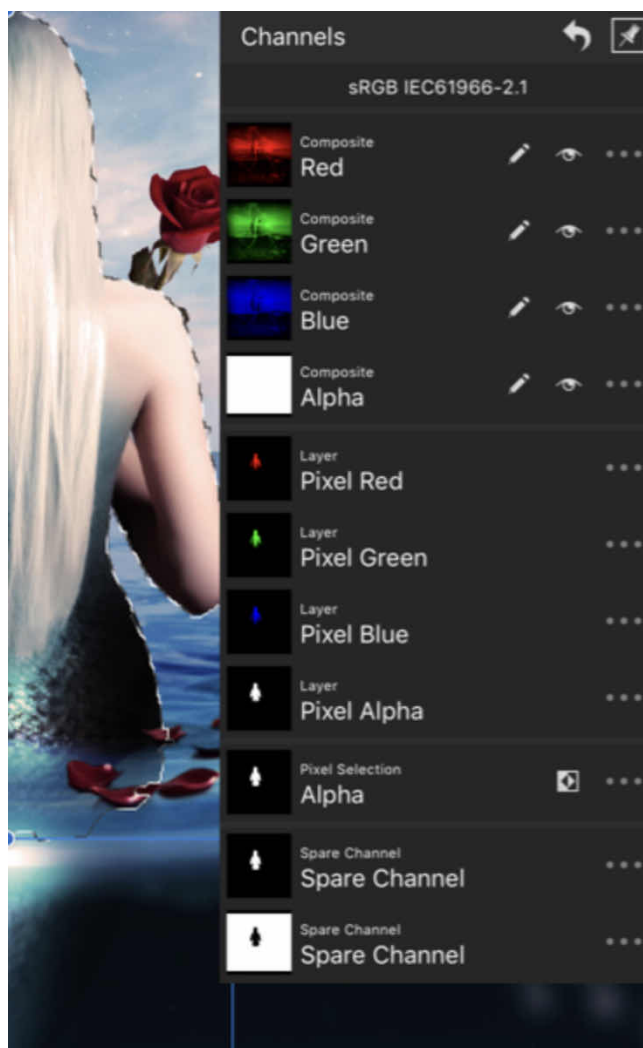 Channels
sRGB IEC61966-2.1
Composite
Red
Composite
Green
Composite
Blue
Composite
Alpha
Layer
Pixel Red
Layer
Pixel Green
Layer
Pixel Blue
Layer
Pixel Alpha
Pixel Selection
Alpha
Spare Channel
Spare Channel
Spare Channel
Spare Channel